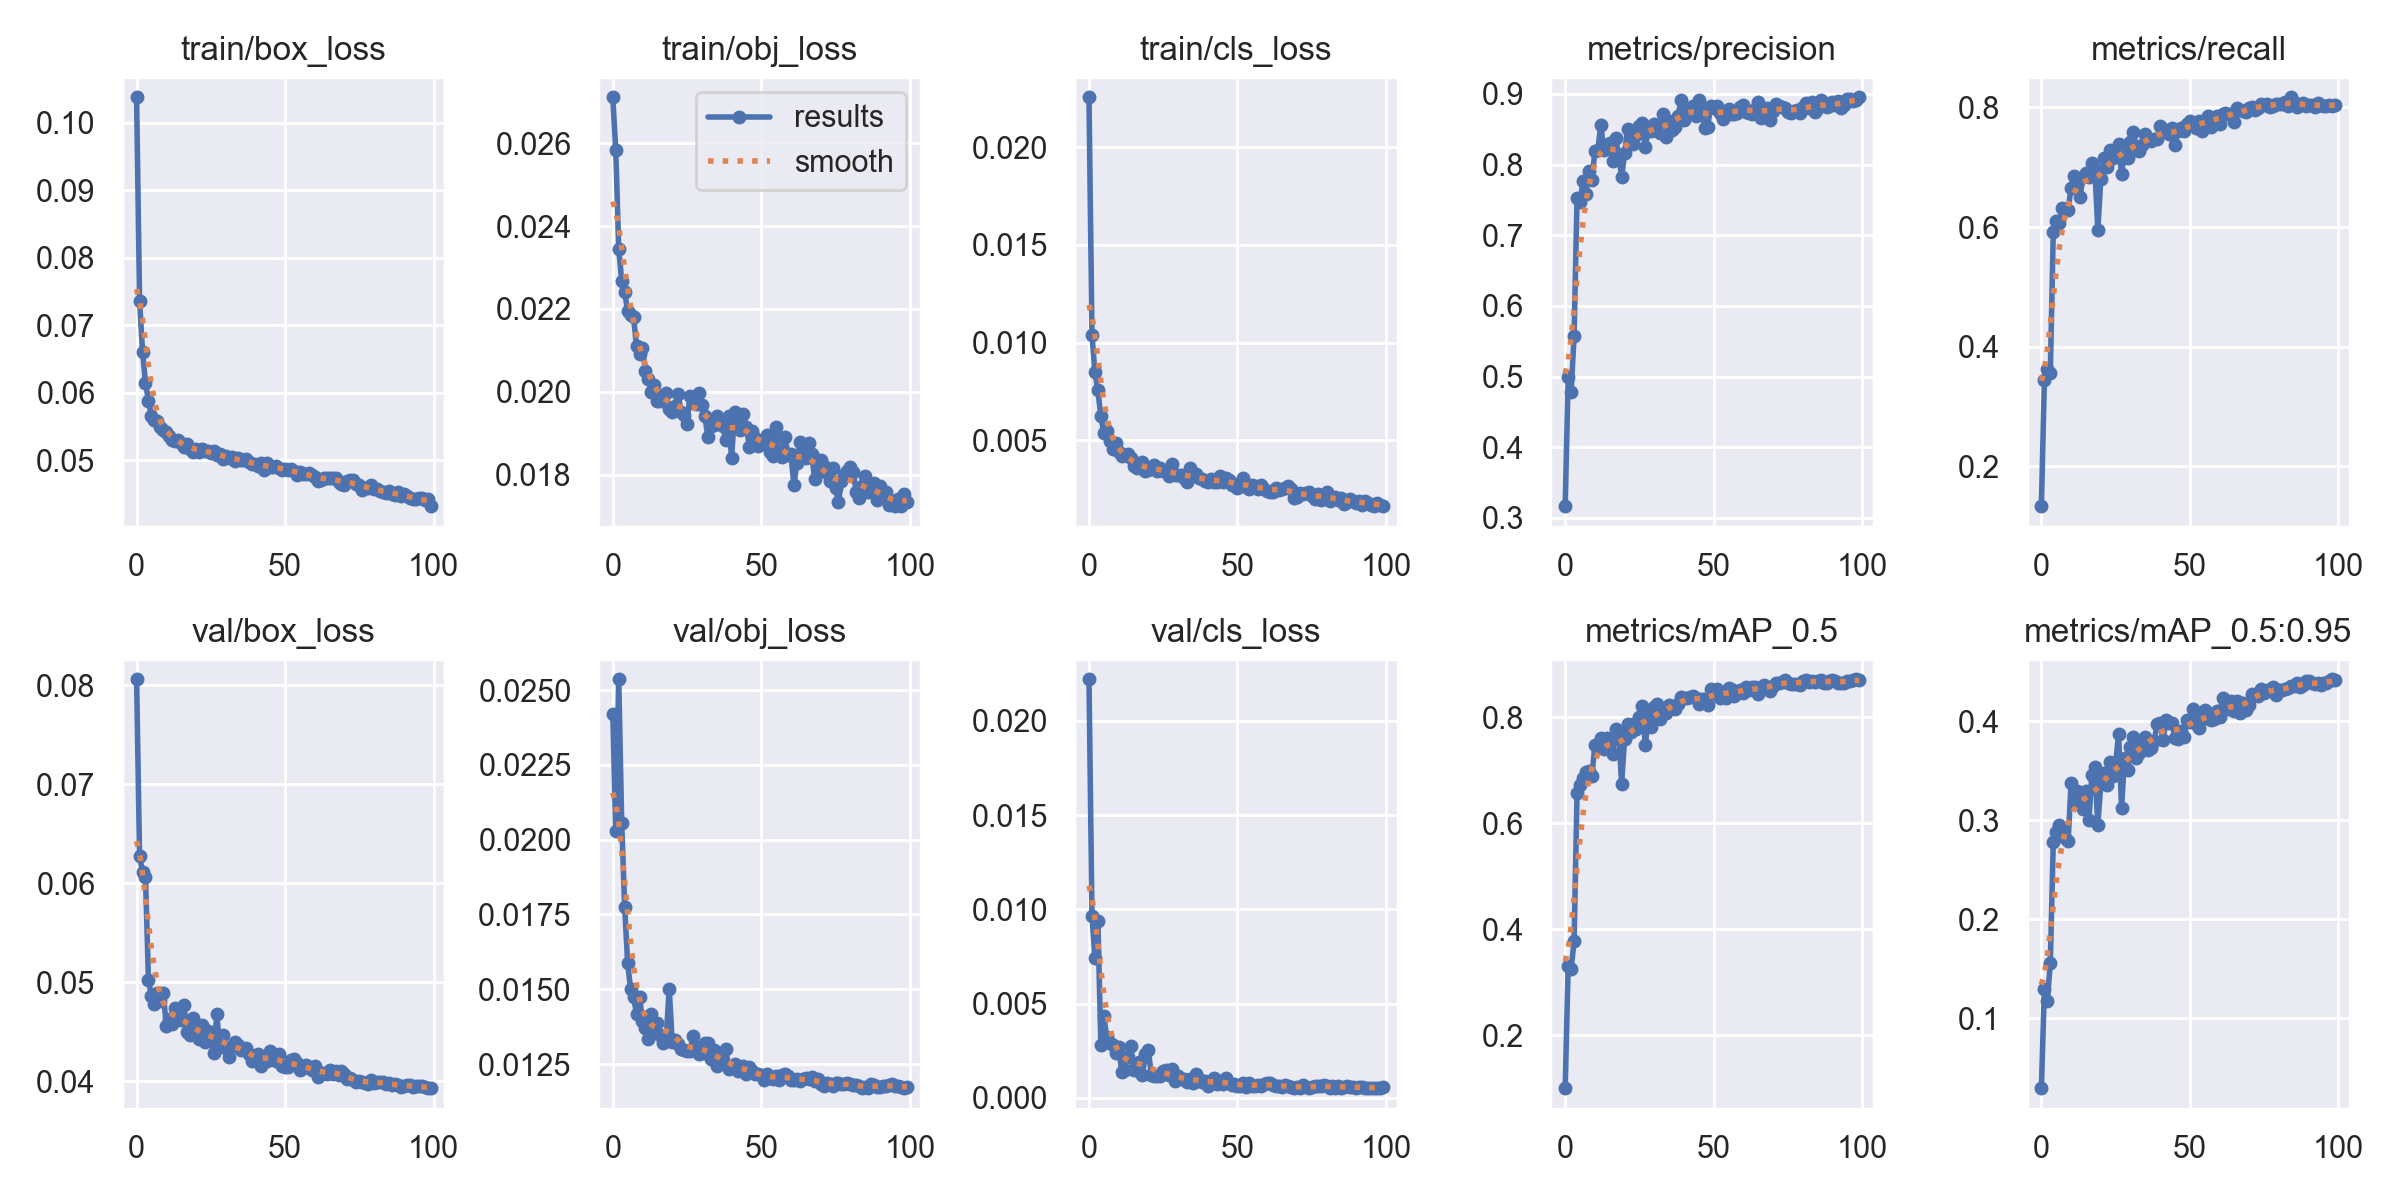 train/box_loss
0.10
0.09
0.08
0.07
0.06
0.05
0 50 100
train/obj_loss
results
smooth
0.026
0.024
0.022
0.020
0.018
0 50 100
train/cls_loss
0.020
0.015
0.010
0.005
0 50 100
metrics/precision
0.9
0.8
0.7
0.6
0.5
0.4
0.3
0 50 100
metrics/recall
0.8
0.6
0.4
0.2
0 50 100
val/box_loss
0.08
0.07
0.06
0.05
0.04
0 50 100
val/obj_loss
0.0250
0.0225
0.0200
0.0175
0.0150
0.0125
0 50 100
val/cls_loss
0.020
0.015
0.010
0.005
0.000
0 50 100
metrics/mAP_0.5
0.8
0.6
0.4
0.2
0 50 100
metrics/mAP_0.5:0.95
0.4
0.3
0.2
0.1
0 50 100